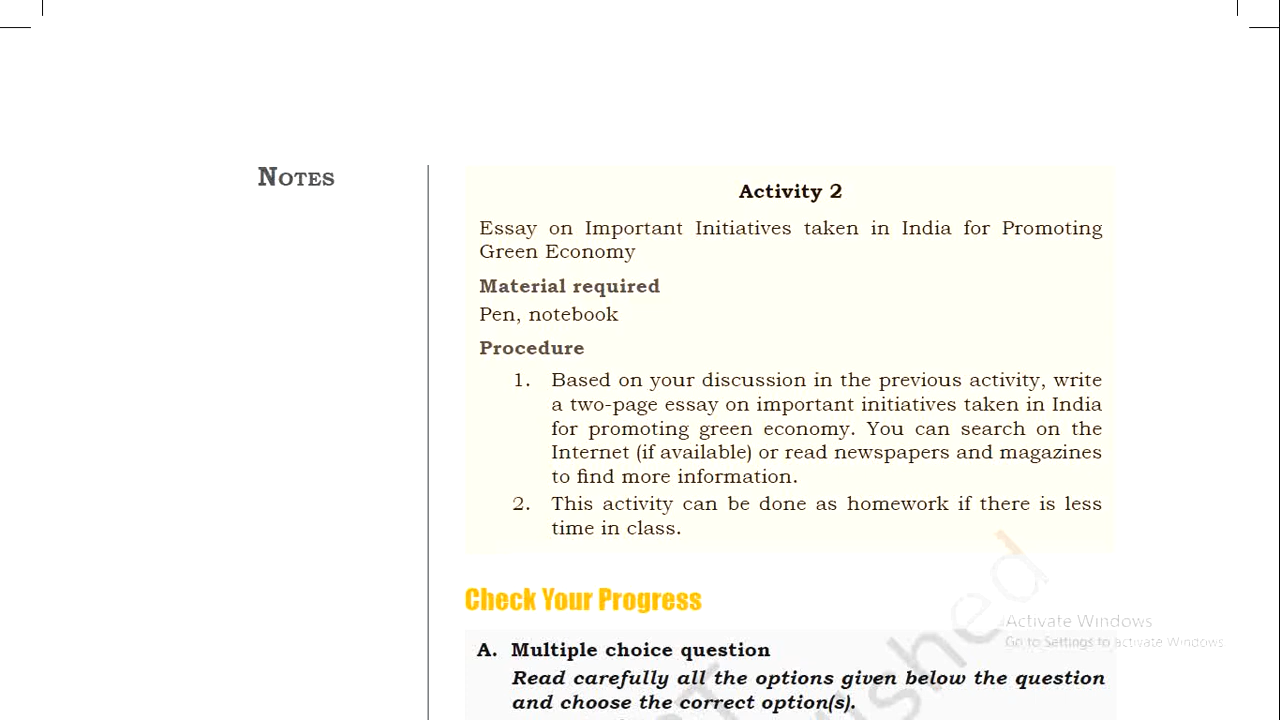 NOTES
Activity 2
Essay on Important Initiatives taken in India for Promoting
Green Economy
Material required
Pen, notebook
Procedure
1. Based on your discussion in the previous activity, write
a two-page essay on important initiatives taken in India
for promoting green economy. You can search on the
Internet (if available) or read newspapers and magazines
to find more information.
2. This activity can be done as homework if there is less
time in class.
Check Your Progress
Activate Windows
Go to Settings to activate Windows
A. Multiple choice question
Read carefully all the options given below the question
and choose the correct option(s).